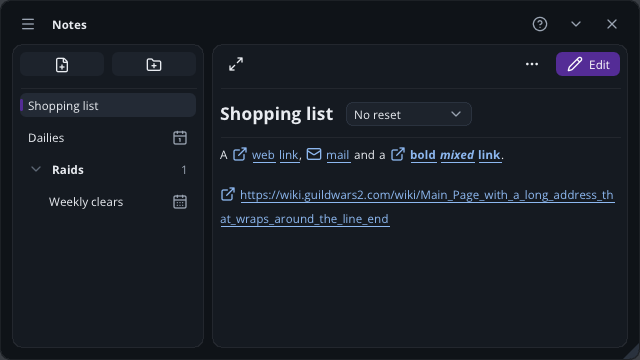 Notes
Shopping list
Dailies
Raids 1
Weekly clears
Edit
Shopping list No reset
A web link, mail and a bold mixed link.
https://wiki.guildwars2.com/wiki/Main_Page_with_a_long_address_th
at_wraps_around_the_line_end